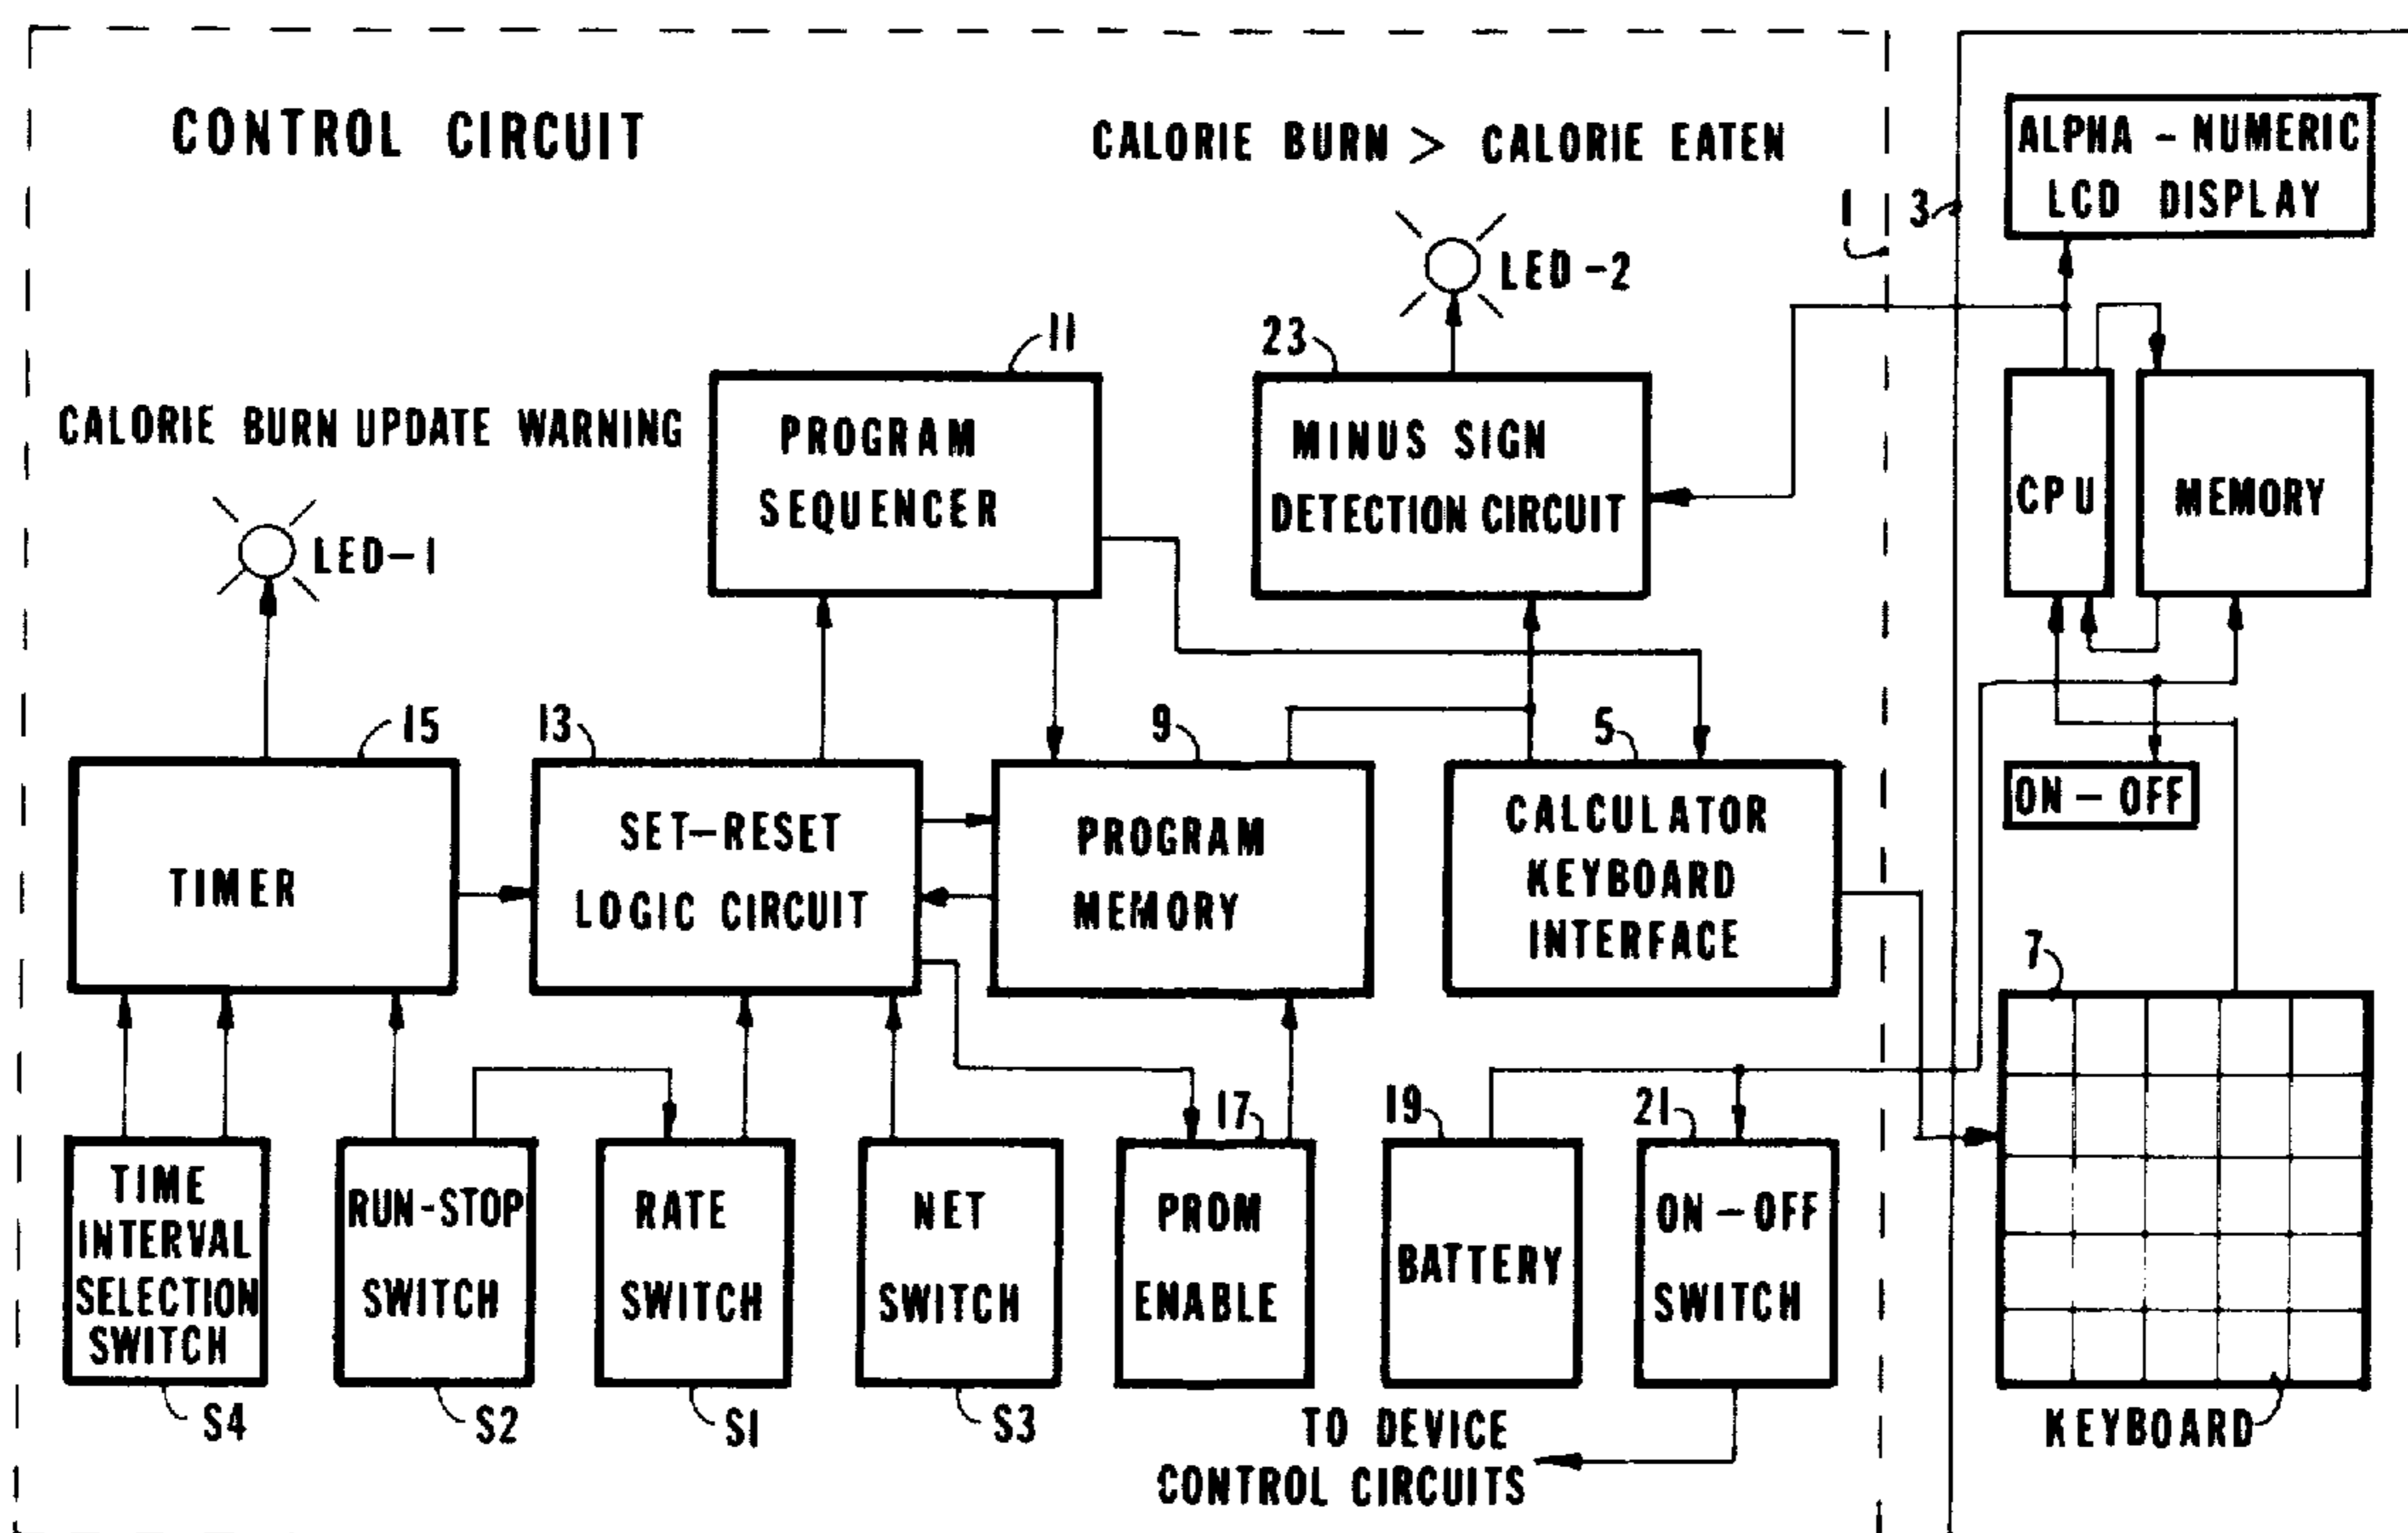 CONTROL CIRCUIT
CALORIE BURN > CALORIE EATEN
1
3
ALPHA - NUMERIC
LCD DISPLAY
LED-2
11
23
CALORIE BURN UPDATE WARNING
PROGRAM
SEQUENCER
MINUS SIGN
DETECTION CIRCUIT
CPU
MEMORY
LED-1
15
13
9
5
TIMER
SET-RESET
LOGIC CIRCUIT
PROGRAM
MEMORY
CALCULATOR
KEYBOARD
INTERFACE
ON-OFF
7
17
19
21
TIME
INTERVAL
SELECTION
SWITCH
RUN-STOP
SWITCH
RATE
SWITCH
NET
SWITCH
PROM
ENABLE
BATTERY
ON-OFF
SWITCH
S4
S2
S1
S3
TO DEVICE
CONTROL CIRCUITS
KEYBOARD